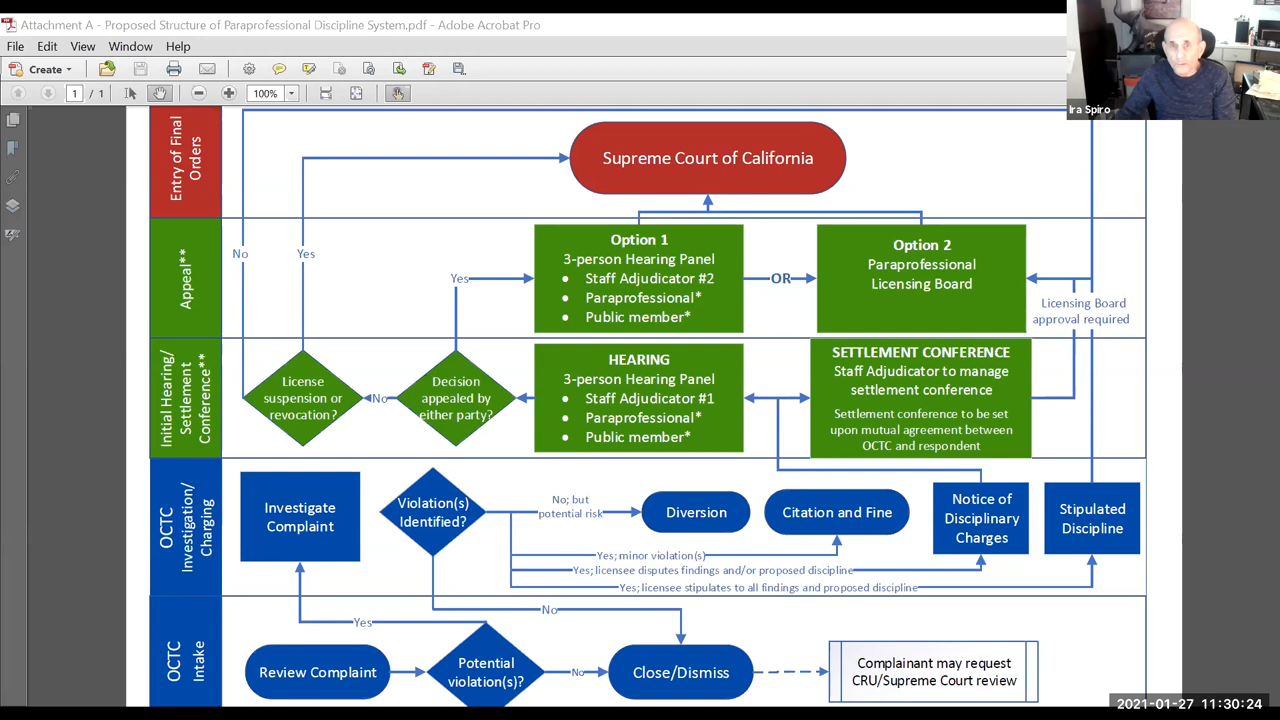 Attachment A - Proposed Structure of Paraprofessional Discipline System.pdf - Adobe Acrobat Pro
File Edit View Window Help
Create
1 / 1
100%
Ira Spiro
Entry of Final
Orders
Supreme Court of California
Appeal**
No
Yes
Yes
Option 1
3-person Hearing Panel
• Staff Adjudicator #2
• Paraprofessional*
• Public member*
OR
Option 2
Paraprofessional
Licensing Board
Licensing Board
approval required
Initial Hearing/
Settlement
Conference**
License
suspension or
revocation?
No
Decision
appealed by
either party?
HEARING
3-person Hearing Panel
• Staff Adjudicator #1
• Paraprofessional*
• Public member*
SETTLEMENT CONFERENCE
Staff Adjudicator to manage
settlement conference
Settlement conference to be set
upon mutual agreement between
OCTC and respondent
OCTC
Investigation/
Charging
Investigate
Complaint
Violation(s)
Identified?
No; but
potential risk
Diversion
Citation and Fine
Notice of
Disciplinary
Charges
Stipulated
Discipline
Yes; minor violation(s)
Yes; licensee disputes findings and/or proposed discipline
Yes; licensee stipulates to all findings and proposed discipline
OCTC
Intake
No
Yes
Review Complaint
Potential
violation(s)?
No
Close/Dismiss
Complainant may request
CRU/Supreme Court review
2021-01-27 11:30:24